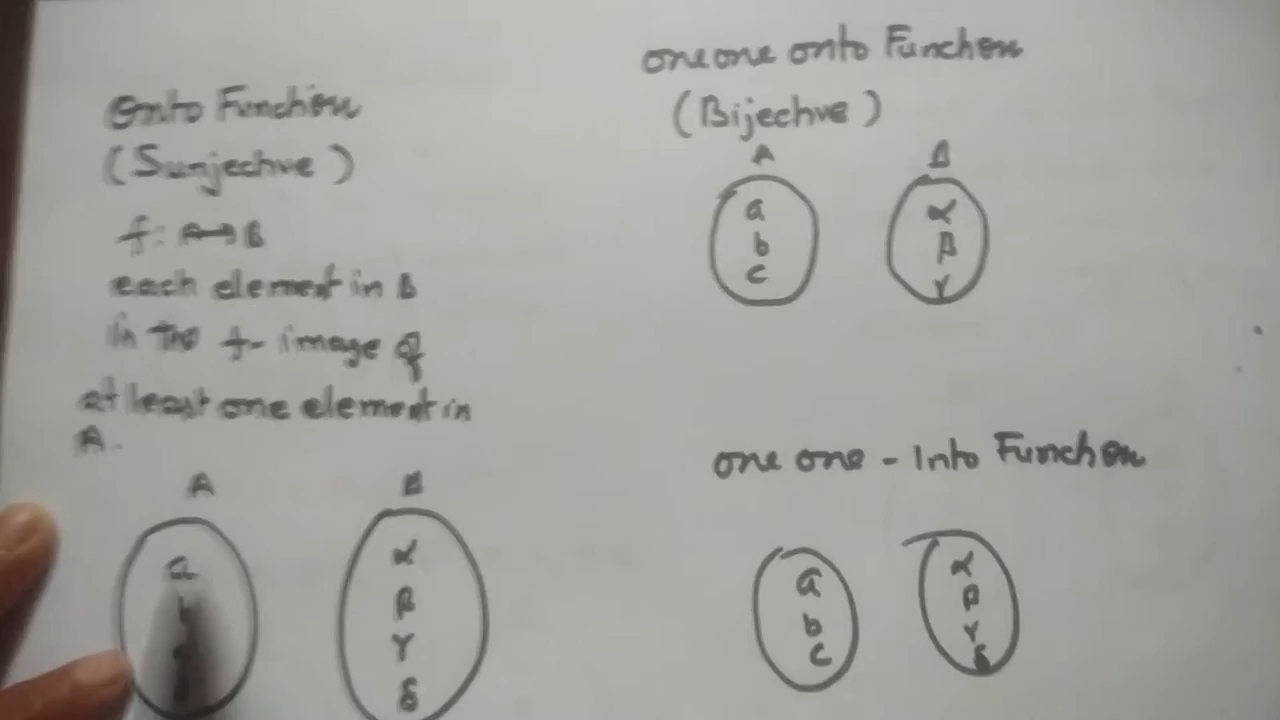 Onto Function
(Surjective)
f: A→B
each element in B
in the f- image of
at least one element in
A.
A B
a α
b β
γ
δ
one one onto Function
(Bijective)
A B
a α
b β
c γ
one one - Into Function
a α
b β
c γ
δ